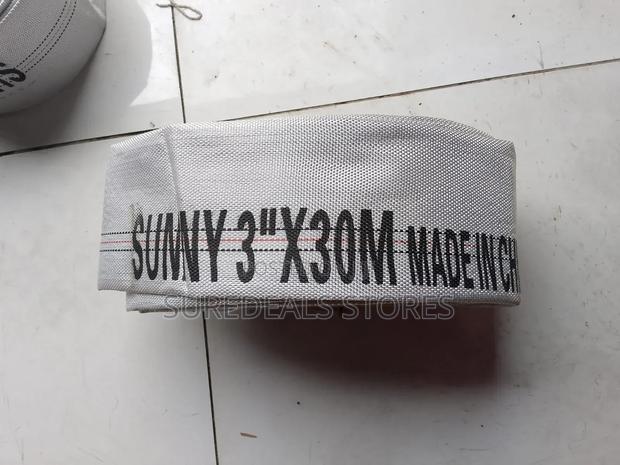 SUNNY 3"X30M MADE IN CH
SUREDEALS STORES